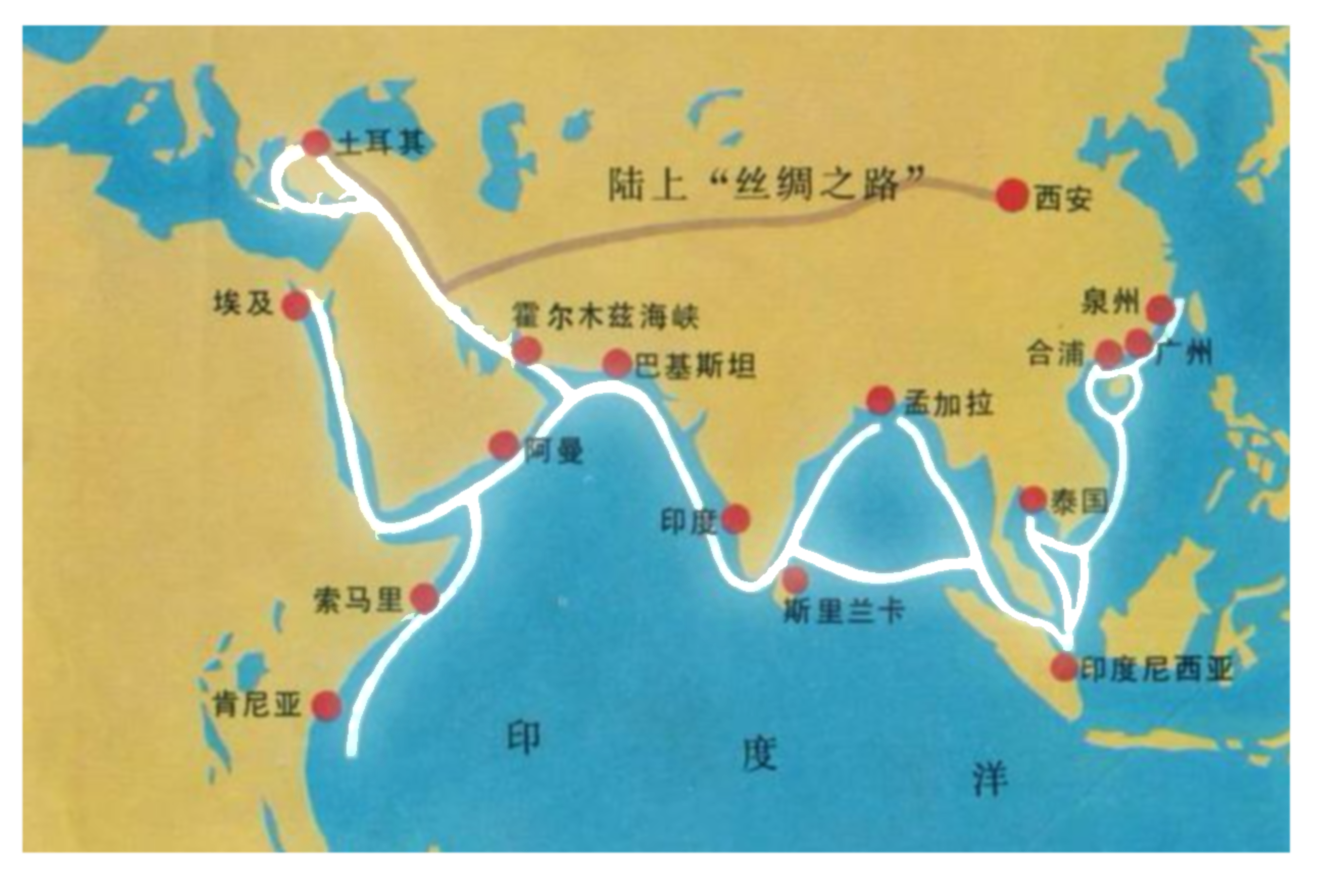 土耳其
陆上“丝绸之路”
西安
埃及
霍尔木兹海峡
泉州
合浦
广州
巴基斯坦
孟加拉
阿曼
泰国
印度
索马里
斯里兰卡
印度尼西亚
肯尼亚
印度洋